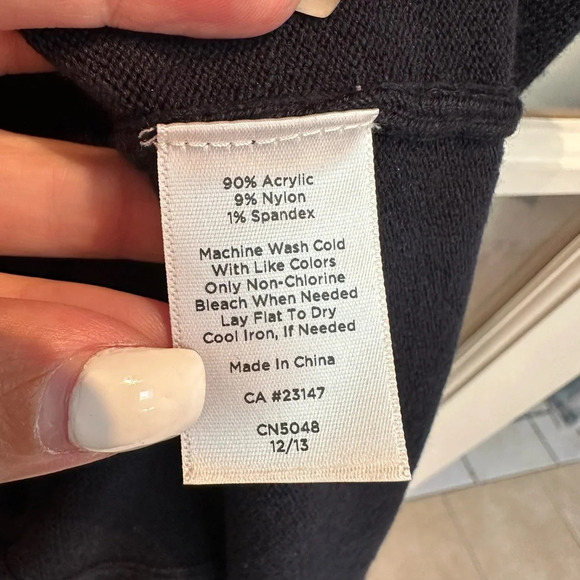 90% Acrylic
9% Nylon
1% Spandex
Machine Wash Cold
With Like Colors
Only Non-Chlorine
Bleach When Needed
Lay Flat To Dry
Cool Iron, If Needed
Made In China
CA #23147
CN5048
12/13